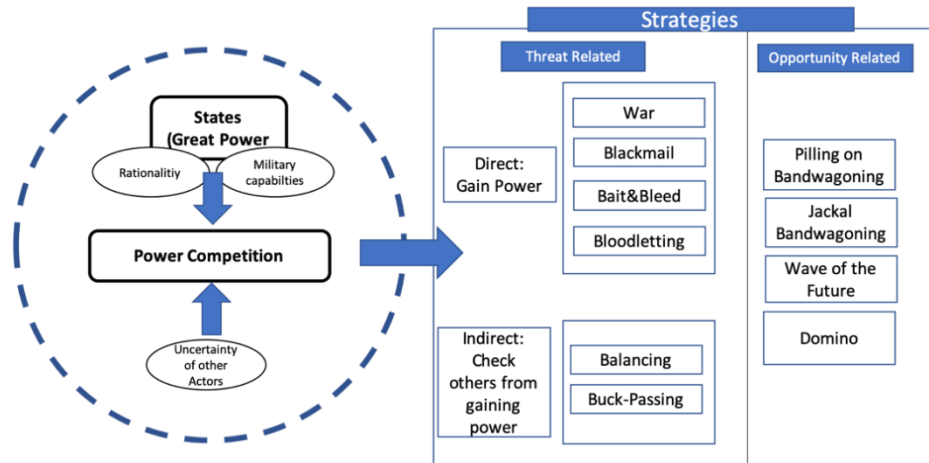 Strategies
Threat Related
Opportunity Related
States
(Great Power
Rationalitiy
Military
capabilties
Power Competition
Uncertainty
of other
Actors
Direct:
Gain Power
War
Blackmail
Bait&Bleed
Bloodletting
Indirect:
Check
others from
gaining
power
Balancing
Buck-Passing
Pilling on
Bandwagoning
Jackal
Bandwagoning
Wave of the
Future
Domino